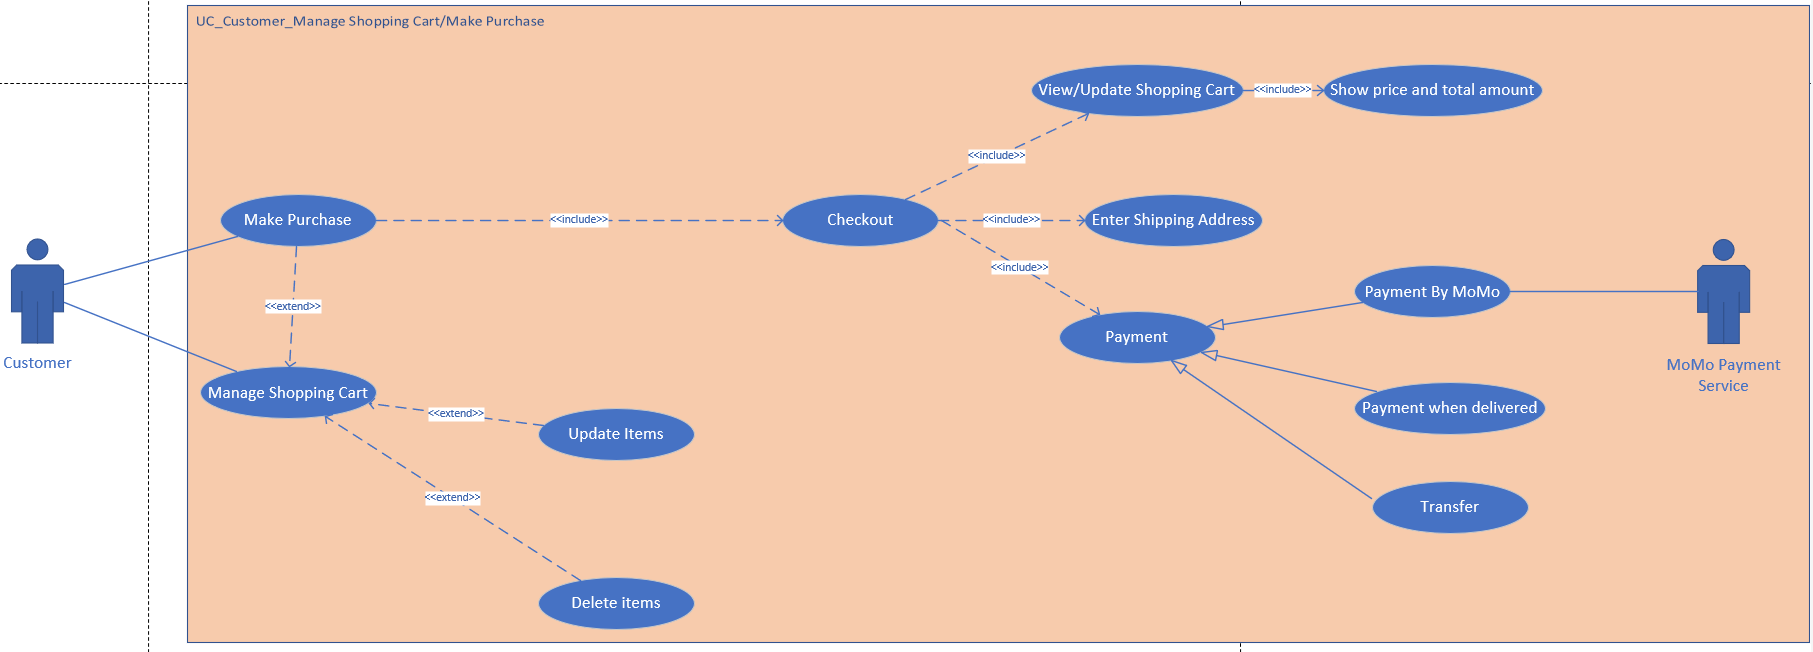 UC_Customer_Manage Shopping Cart/Make Purchase
View/Update Shopping Cart
<<include>>
Show price and total amount
<<include>>
Make Purchase
<<include>>
Checkout
<<include>>
Enter Shipping Address
<<include>>
Payment By MoMo
<<extend>>
Payment
Customer
MoMo Payment
Service
Manage Shopping Cart
<<extend>>
Payment when delivered
Update Items
<<extend>>
Transfer
Delete items